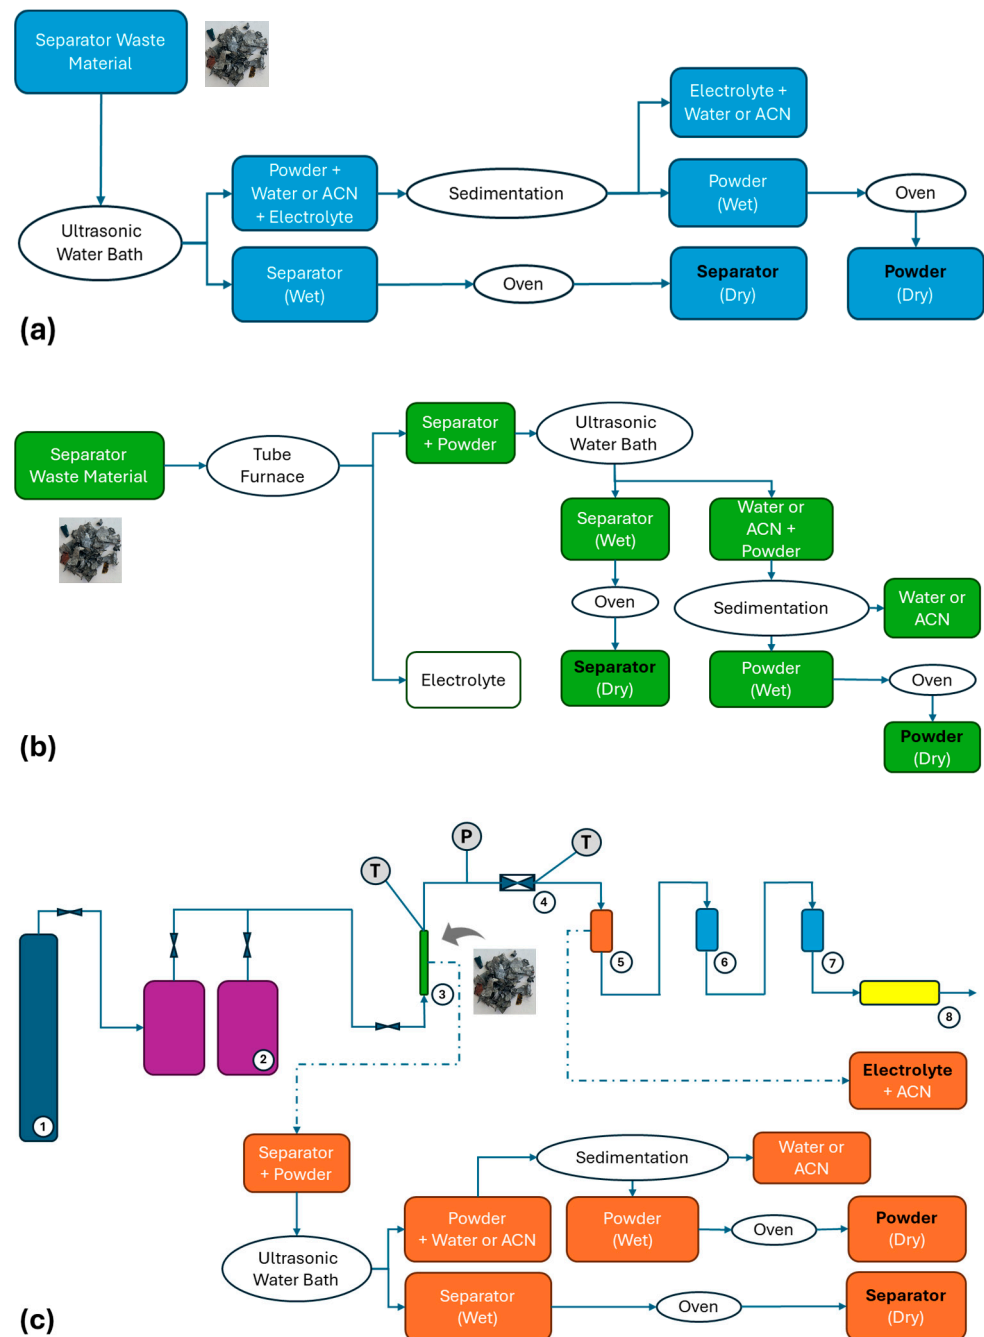 Separator Waste
Material
Electrolyte +
Water or ACN
Powder +
Water or ACN
+ Electrolyte
Sedimentation
Powder
(Wet)
Oven
Ultrasonic
Water Bath
Separator
(Wet)
Oven
Separator
(Dry)
Powder
(Dry)
(a)
Separator
+ Powder
Ultrasonic
Water Bath
Separator
Waste Material
Tube
Furnace
Separator
(Wet)
Water or
ACN +
Powder
Oven
Sedimentation
Water or
ACN
Electrolyte
Separator
(Dry)
Powder
(Wet)
Oven
Powder
(Dry)
(b)
P
T
T
4
5
6
7
3
8
2
1
Electrolyte
+ ACN
Separator
+ Powder
Sedimentation
Water or
ACN
Powder
+ Water or ACN
Powder
(Wet)
Oven
Powder
(Dry)
Ultrasonic
Water Bath
Separator
(Wet)
Oven
Separator
(Dry)
(c)